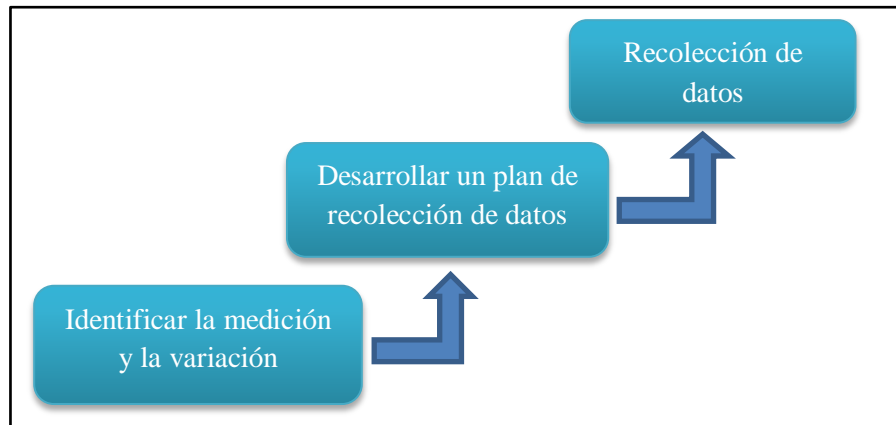 Recolección de
datos
Desarrollar un plan de
recolección de datos
Identificar la medición
y la variación